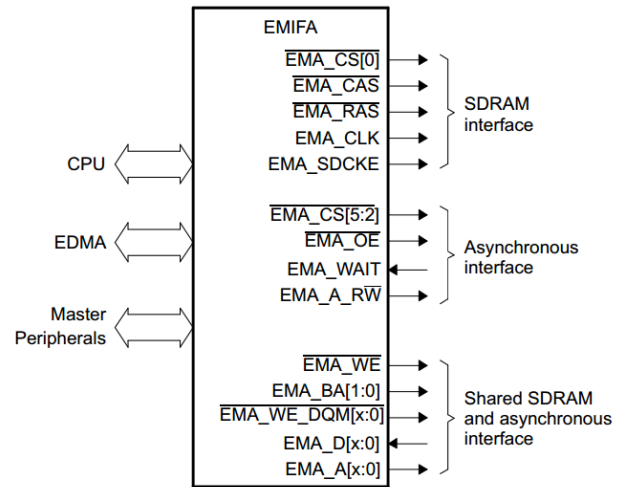 EMIFA
EMA_CS[0]
EMA_CAS
EMA_RAS
EMA_CLK
EMA_SDCKE
SDRAM
interface
CPU
EMA_CS[5:2]
EMA_OE
EMA_WAIT
EMA_A_RW
Asynchronous
interface
EDMA
Master
Peripherals
EMA_WE
EMA_BA[1:0]
EMA_WE_DQM[x:0]
EMA_D[x:0]
EMA_A[x:0]
Shared SDRAM
and asynchronous
interface